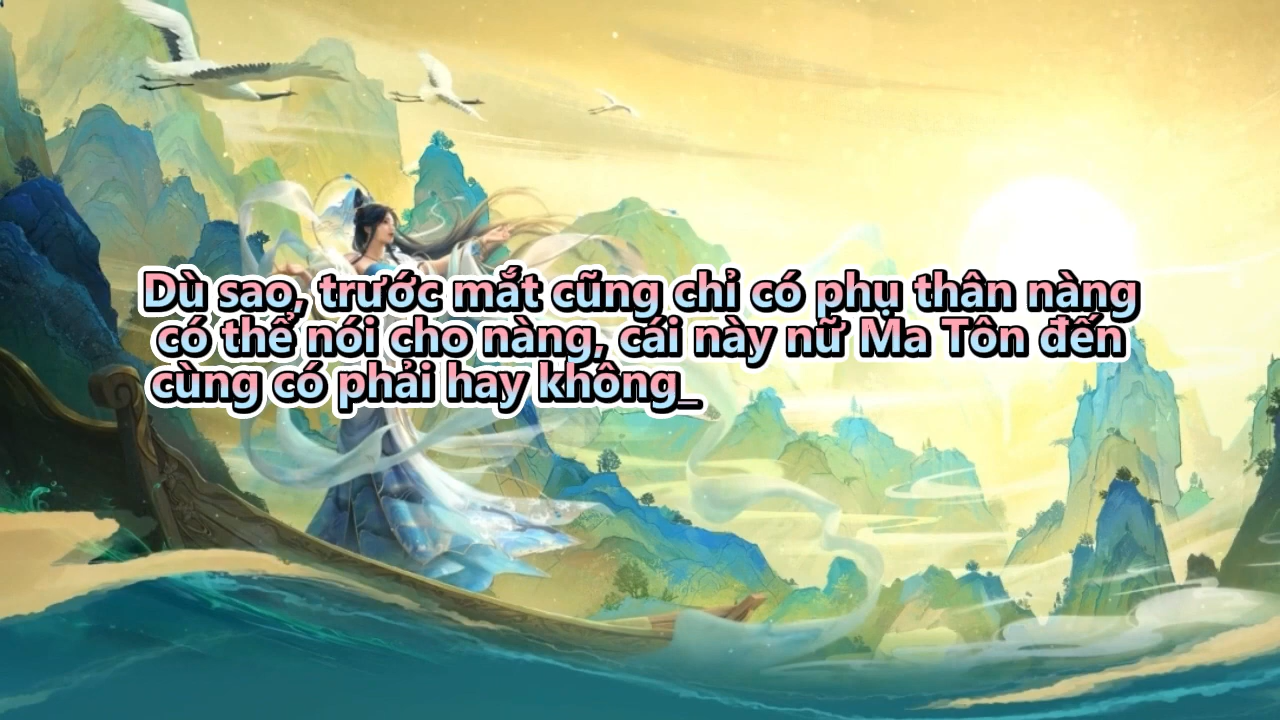 Dù sao, trước mắt cũng chỉ có phụ thân nàng
có thể nói cho nàng, cái này nữ Ma Tôn đến
cùng có phải hay không_